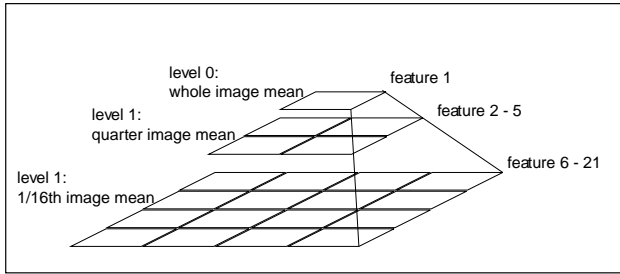 level 0:
whole image mean
feature 1
level 1:
quarter image mean
feature 2 - 5
level 1:
1/16th image mean
feature 6 - 21